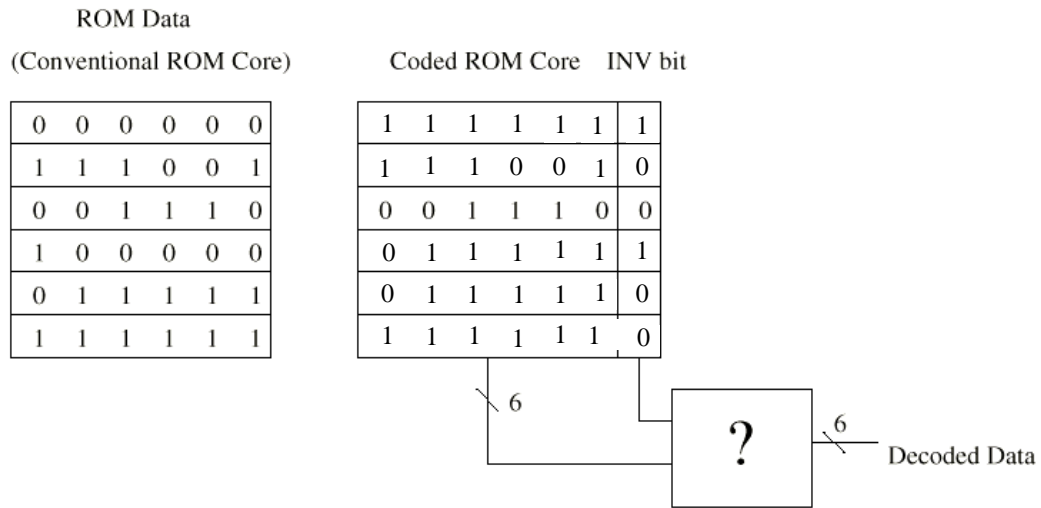 ROM Data
(Conventional ROM Core)
Coded ROM Core INV bit
0 0 0 0 0 0
1 1 1 0 0 1
0 0 1 1 1 0
1 0 0 0 0 0
0 1 1 1 1 1
1 1 1 1 1 1
1 1 1 1 1 1 1
1 1 1 0 0 1 0
0 0 1 1 1 0 0
0 1 1 1 1 1 1
0 1 1 1 1 1 0
1 1 1 1 1 1 0
6
?
6
Decoded Data